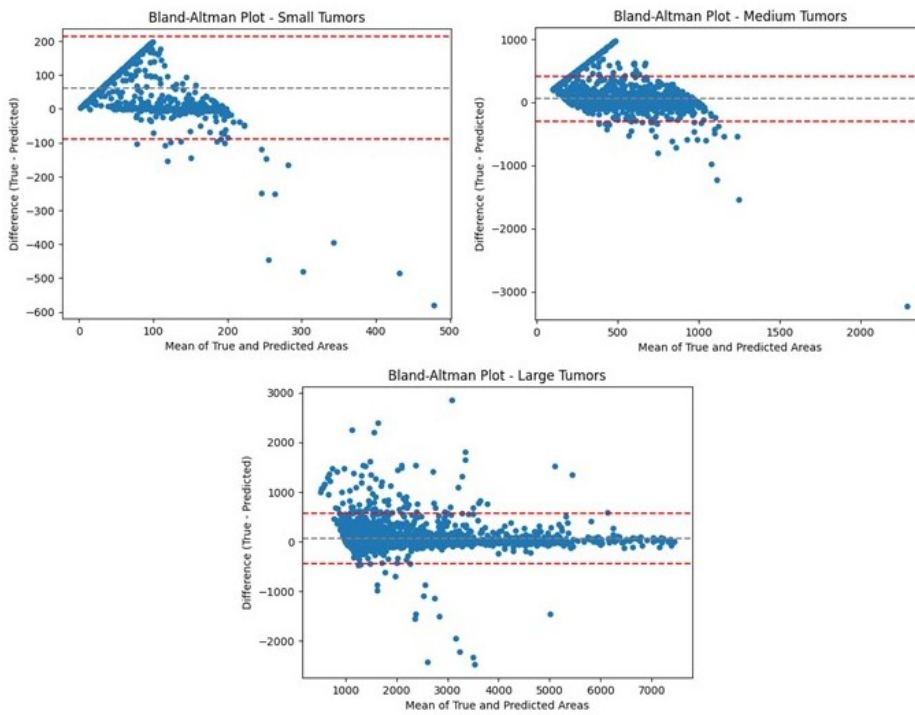 Bland-Altman Plot - Small Tumors
Difference (True - Predicted)
200
100
0
−100
−200
−300
−400
−500
−600
0 100 200 300 400 500
Mean of True and Predicted Areas
Bland-Altman Plot - Medium Tumors
Difference (True - Predicted)
1000
0
−1000
−2000
−3000
0 500 1000 1500 2000
Mean of True and Predicted Areas
Bland-Altman Plot - Large Tumors
Difference (True - Predicted)
3000
2000
1000
0
−1000
−2000
1000 2000 3000 4000 5000 6000 7000
Mean of True and Predicted Areas